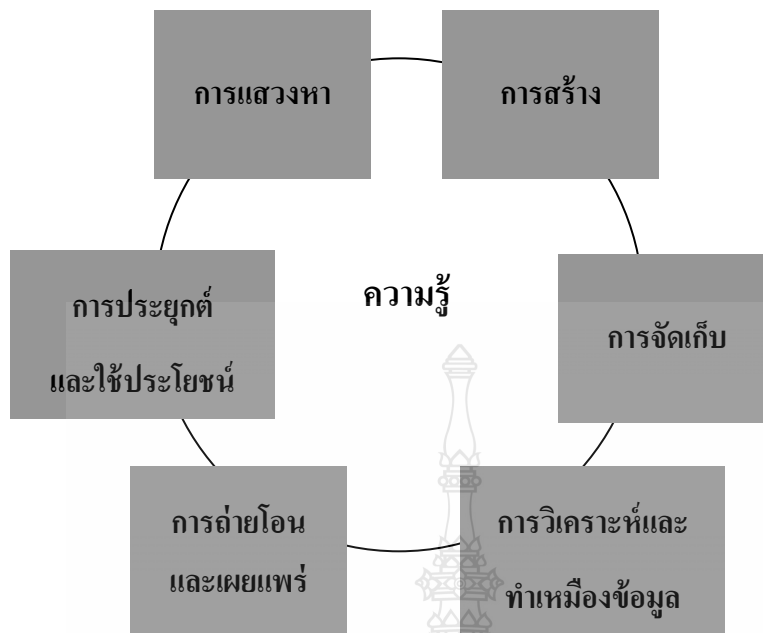 การแสวงหา
การสร้าง
ความรู้
การประยุกต์
และใช้ประโยชน์
การจัดเก็บ
การถ่ายโอน
และเผยแพร่
การวิเคราะห์และ
ทำเหมืองข้อมูล